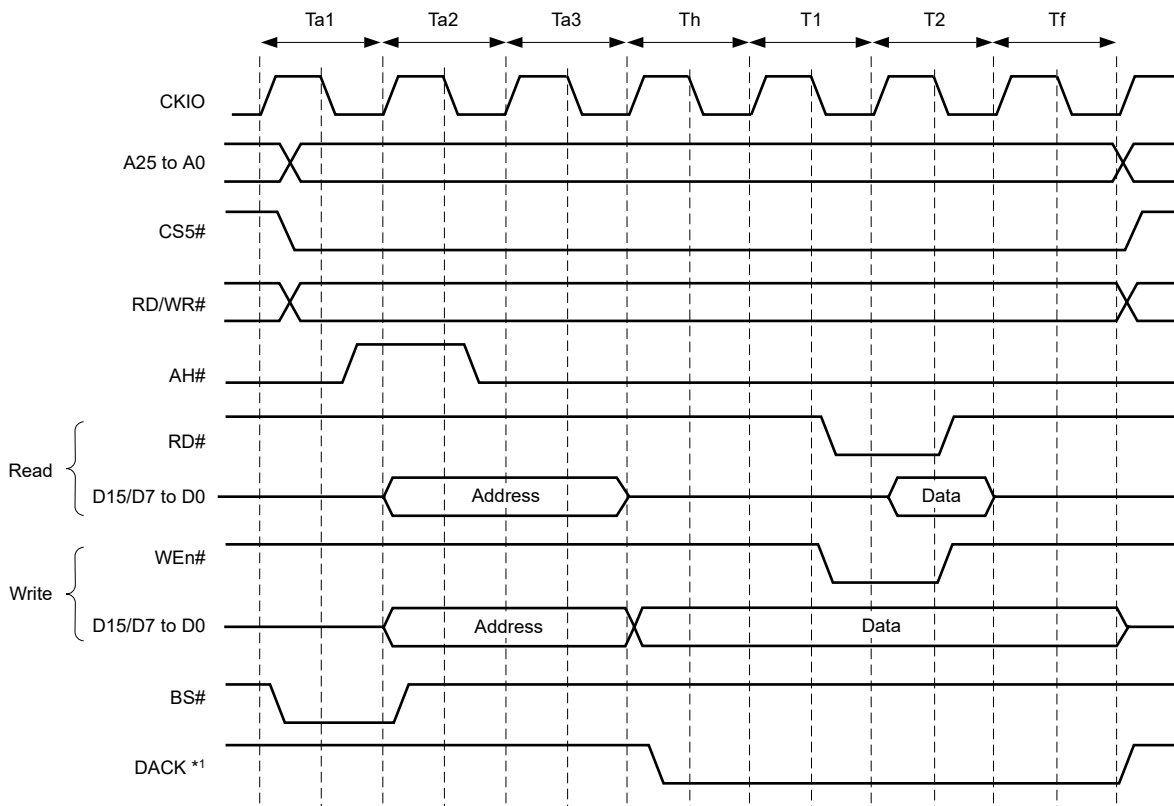 Ta1 Ta2 Ta3 Th T1 T2 Tf
CKIO
A25 to A0
CS5#
RD/WR#
AH#
Read
RD#
D15/D7 to D0 Address Data
Write
WEn#
D15/D7 to D0 Address Data
BS#
DACK *1